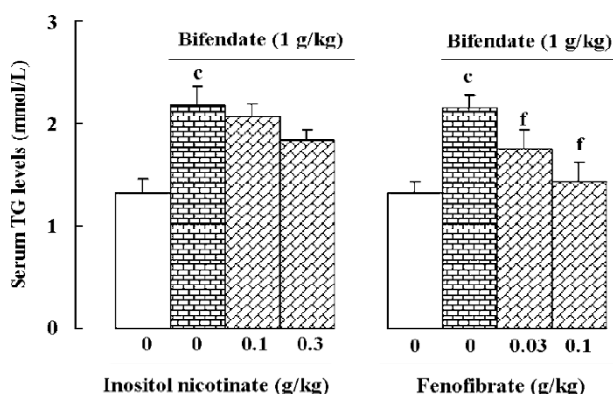 3
Bifendate (1 g/kg) Bifendate (1 g/kg)
c c
2
f f
1
0
Serum TG levels (mmol/L)
0 0 0.1 0.3 0 0 0.03 0.1
Inositol nicotinate (g/kg) Fenofibrate (g/kg)